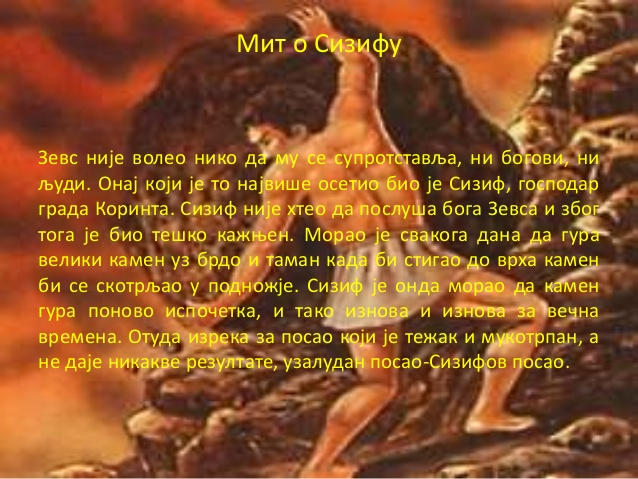 Мит о Сизифу
Зевс није волео нико да му се супротставља, ни богови, ни
људи. Онај који је то највише осетио био је Сизиф, господар
града Коринта. Сизиф није хтео да послуша бога Зевса и због
тога је био тешко кажњен. Морао је свакога дана да гура
велики камен уз брдо и таман када би стигао до врха камен
би се скотрљао у подножје. Сизиф је онда морао да камен
гура поново испочетка, и тако изнова и изнова за вечна
времена. Отуда изрека за посао који је тежак и мукотрпан, а
не даје никакве резултате, узалудан посао-Сизифов посао.